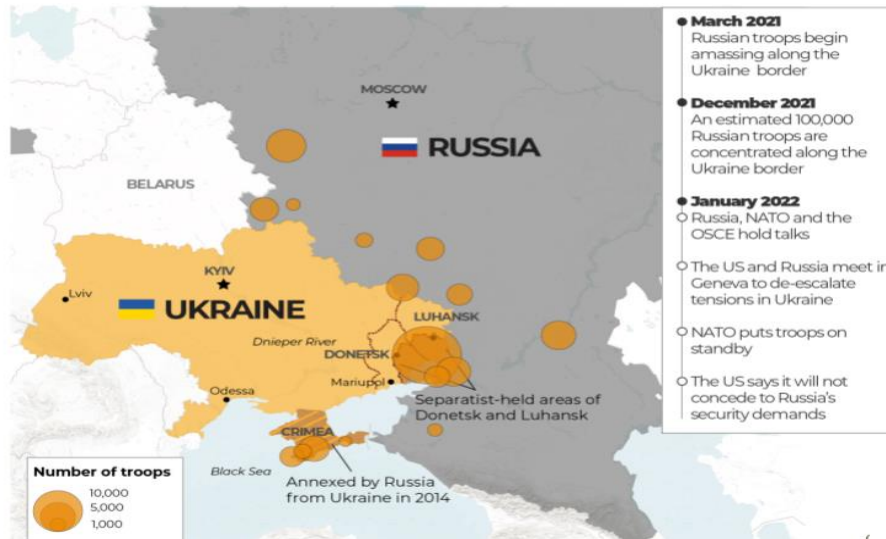 MOSCOW
RUSSIA
BELARUS
KYIV
Lviv
UKRAINE
LUHANSK
Dnieper River
DONETSK
Mariupol
Odessa
Separatist-held areas of
Donetsk and Luhansk
CRIMEA
Black Sea
Annexed by Russia
from Ukraine in 2014
Number of troops
10,000
5,000
1,000
March 2021
Russian troops begin
amassing along the
Ukraine border
December 2021
An estimated 100,000
Russian troops are
concentrated along the
Ukraine border
January 2022
Russia, NATO and the
OSCE hold talks
The US and Russia meet in
Geneva to de-escalate
tensions in Ukraine
NATO puts troops on
standby
The US says it will not
concede to Russia's
security demands